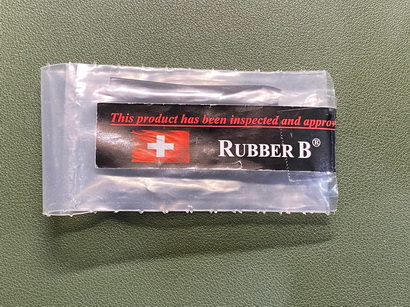 This product has been inspected and approv
RUBBER B®